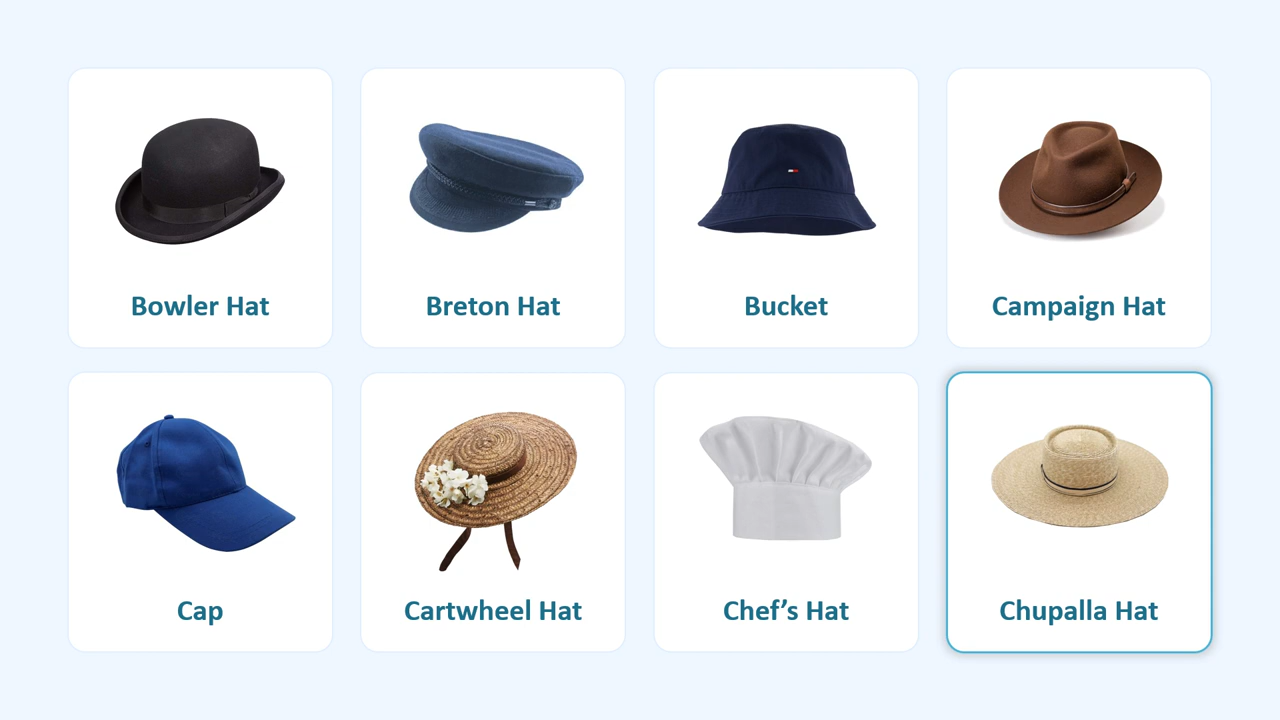 Bowler Hat
Breton Hat
Bucket
Campaign Hat
Cap
Cartwheel Hat
Chef’s Hat
Chupalla Hat